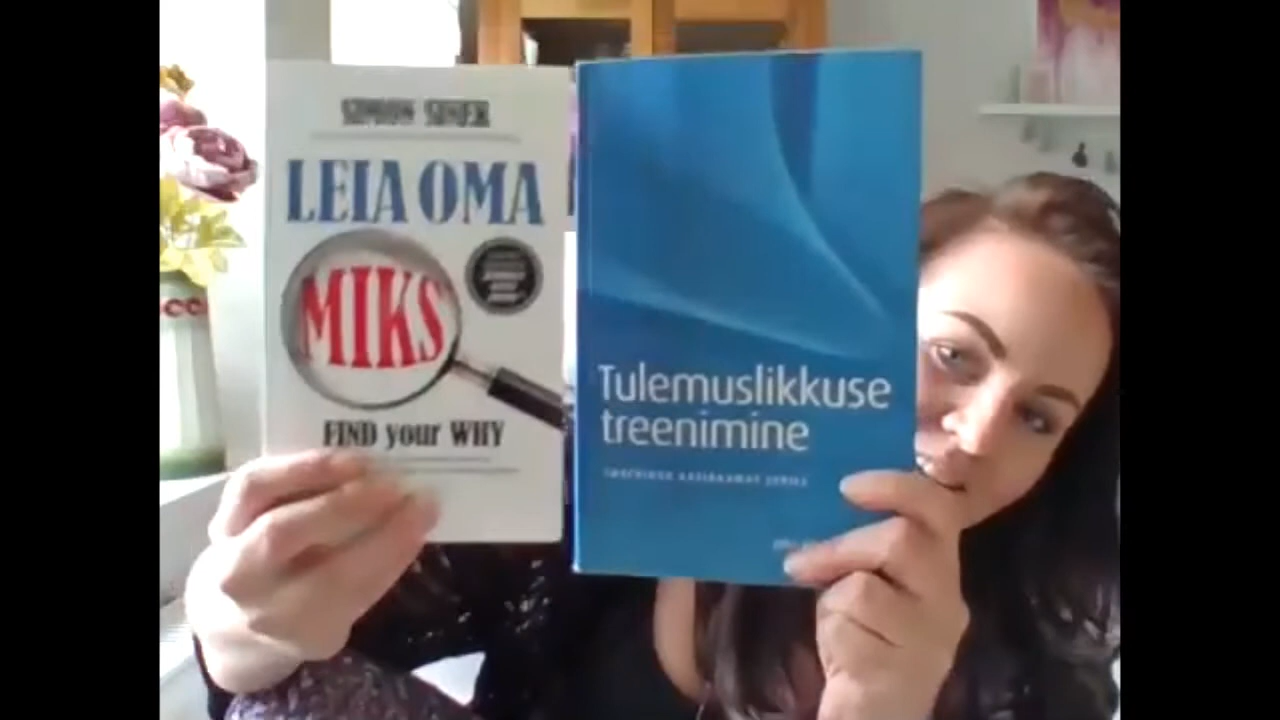 SIMON SINEK
LEIA OMA
MIKS
FIND your WHY
Tulemuslikkuse
treenimine